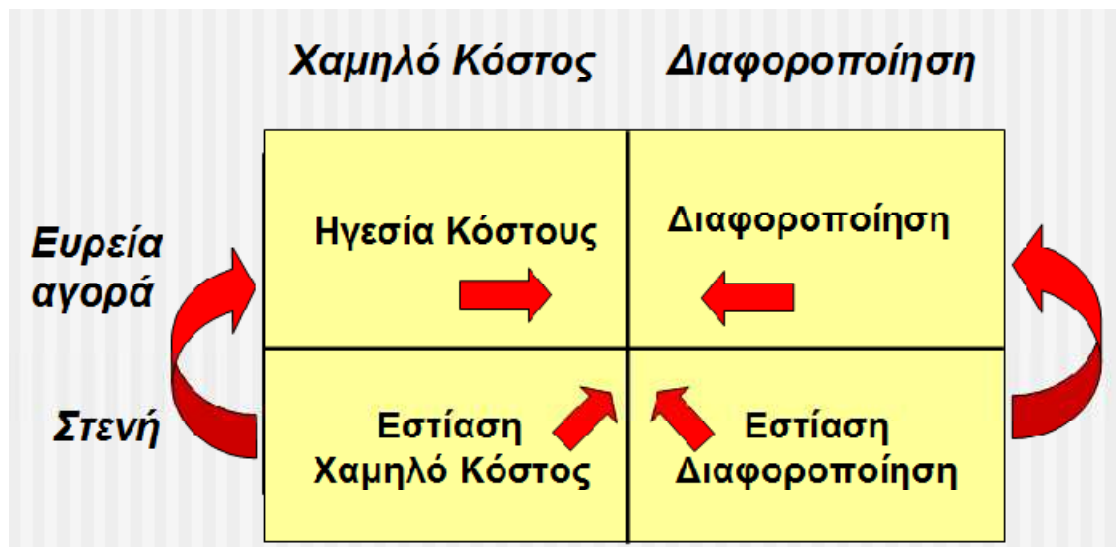 Χαμηλό Κόστος Διαφοροποίηση
Ευρεία
αγορά
Ηγεσία Κόστους
Διαφοροποίηση
Στενή
Εστίαση
Χαμηλό Κόστος
Εστίαση
Διαφοροποίηση